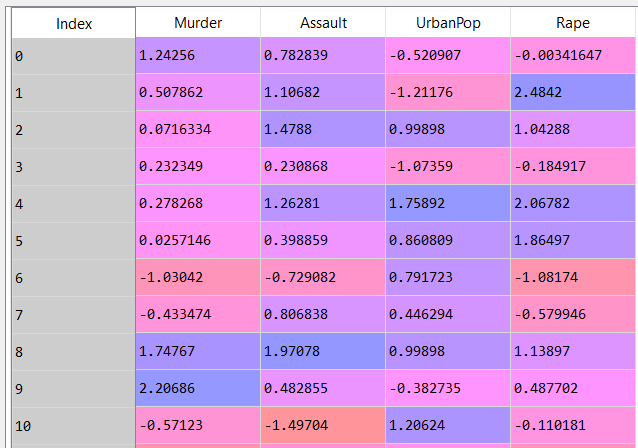 Index Murder Assault UrbanPop Rape
0 1.24256 0.782839 -0.520907 -0.00341647
1 0.507862 1.10682 -1.21176 2.4842
2 0.0716334 1.4788 0.99898 1.04288
3 0.232349 0.230868 -1.07359 -0.184917
4 0.278268 1.26281 1.75892 2.06782
5 0.0257146 0.398859 0.860809 1.86497
6 -1.03042 -0.729082 0.791723 -1.08174
7 -0.433474 0.806838 0.446294 -0.579946
8 1.74767 1.97078 0.99898 1.13897
9 2.20686 0.482855 -0.382735 0.487702
10 -0.57123 -1.49704 1.20624 -0.110181